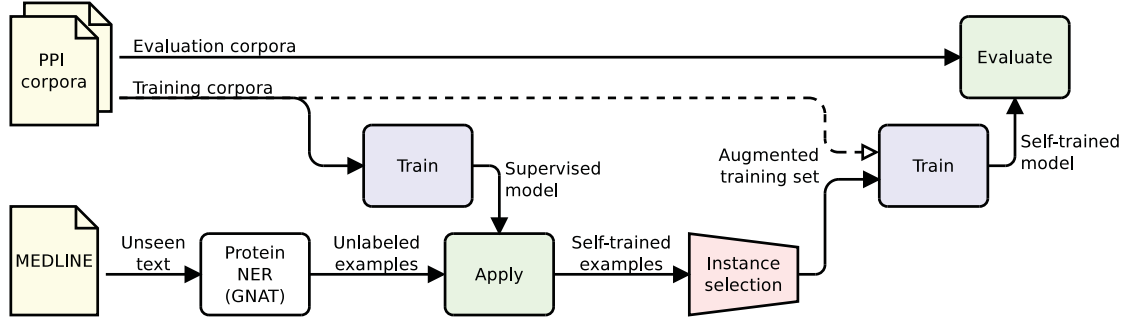 PPI
corpora
Evaluation corpora
Evaluate
Training corpora
Train
Supervised
model
Augmented
training set
Train
Self-trained
model
MEDLINE
Unseen
text
Protein
NER
(GNAT)
Unlabeled
examples
Apply
Self-trained
examples
Instance
selection